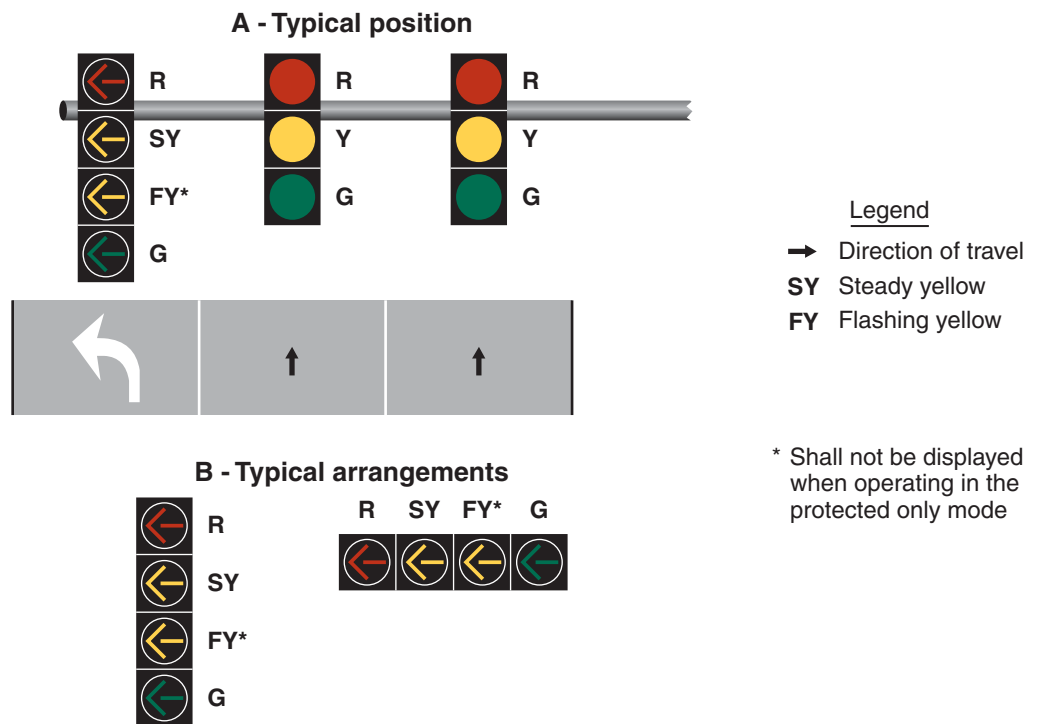 A - Typical position
R R R
SY Y Y
FY* G G
G
Legend
Direction of travel
SY Steady yellow
FY Flashing yellow
B - Typical arrangements
R
SY
FY*
G
R SY FY* G
* Shall not be displayed
when operating in the
protected only mode